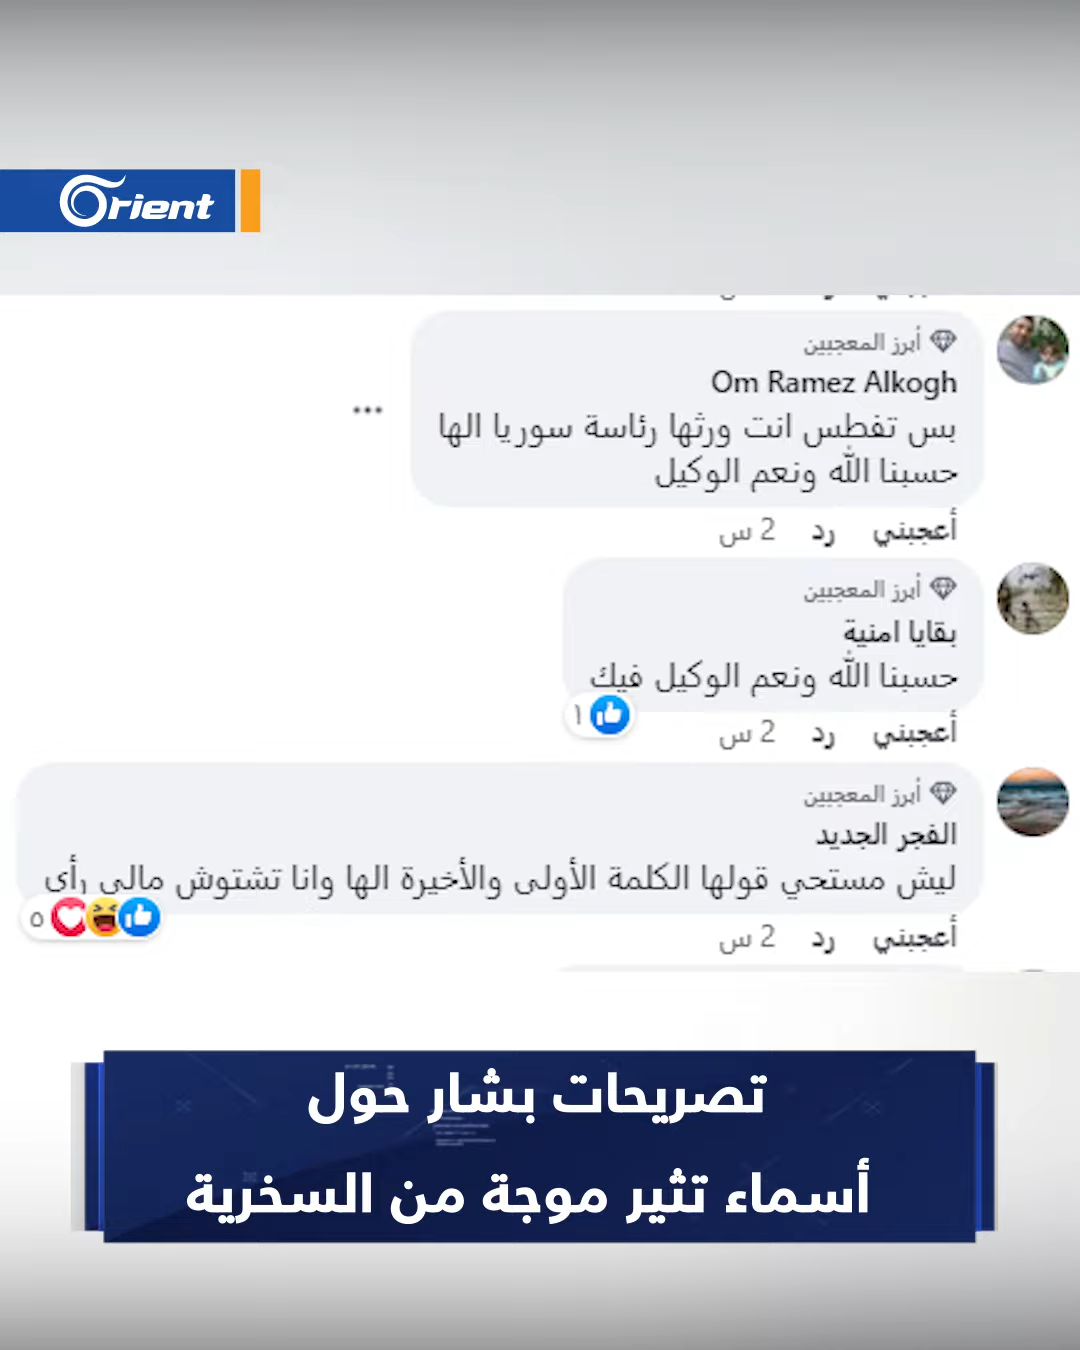 Orient
أبرز المعجبين
Om Ramez Alkogh
بس تفطس انت ورثها رئاسة سوريا الها
حسبنا الله ونعم الوكيل
أعجبني رد 2 س
أبرز المعجبين
بقايا امنية
حسبنا الله ونعم الوكيل فيك
١
أعجبني رد 2 س
أبرز المعجبين
الفجر الجديد
ليش مستحي قولها الكلمة الأولى والأخيرة الها وانا تشتوش مالي رأي
٥
أعجبني رد 2 س
تصريحات بشار حول
أسماء تثير موجة من السخرية